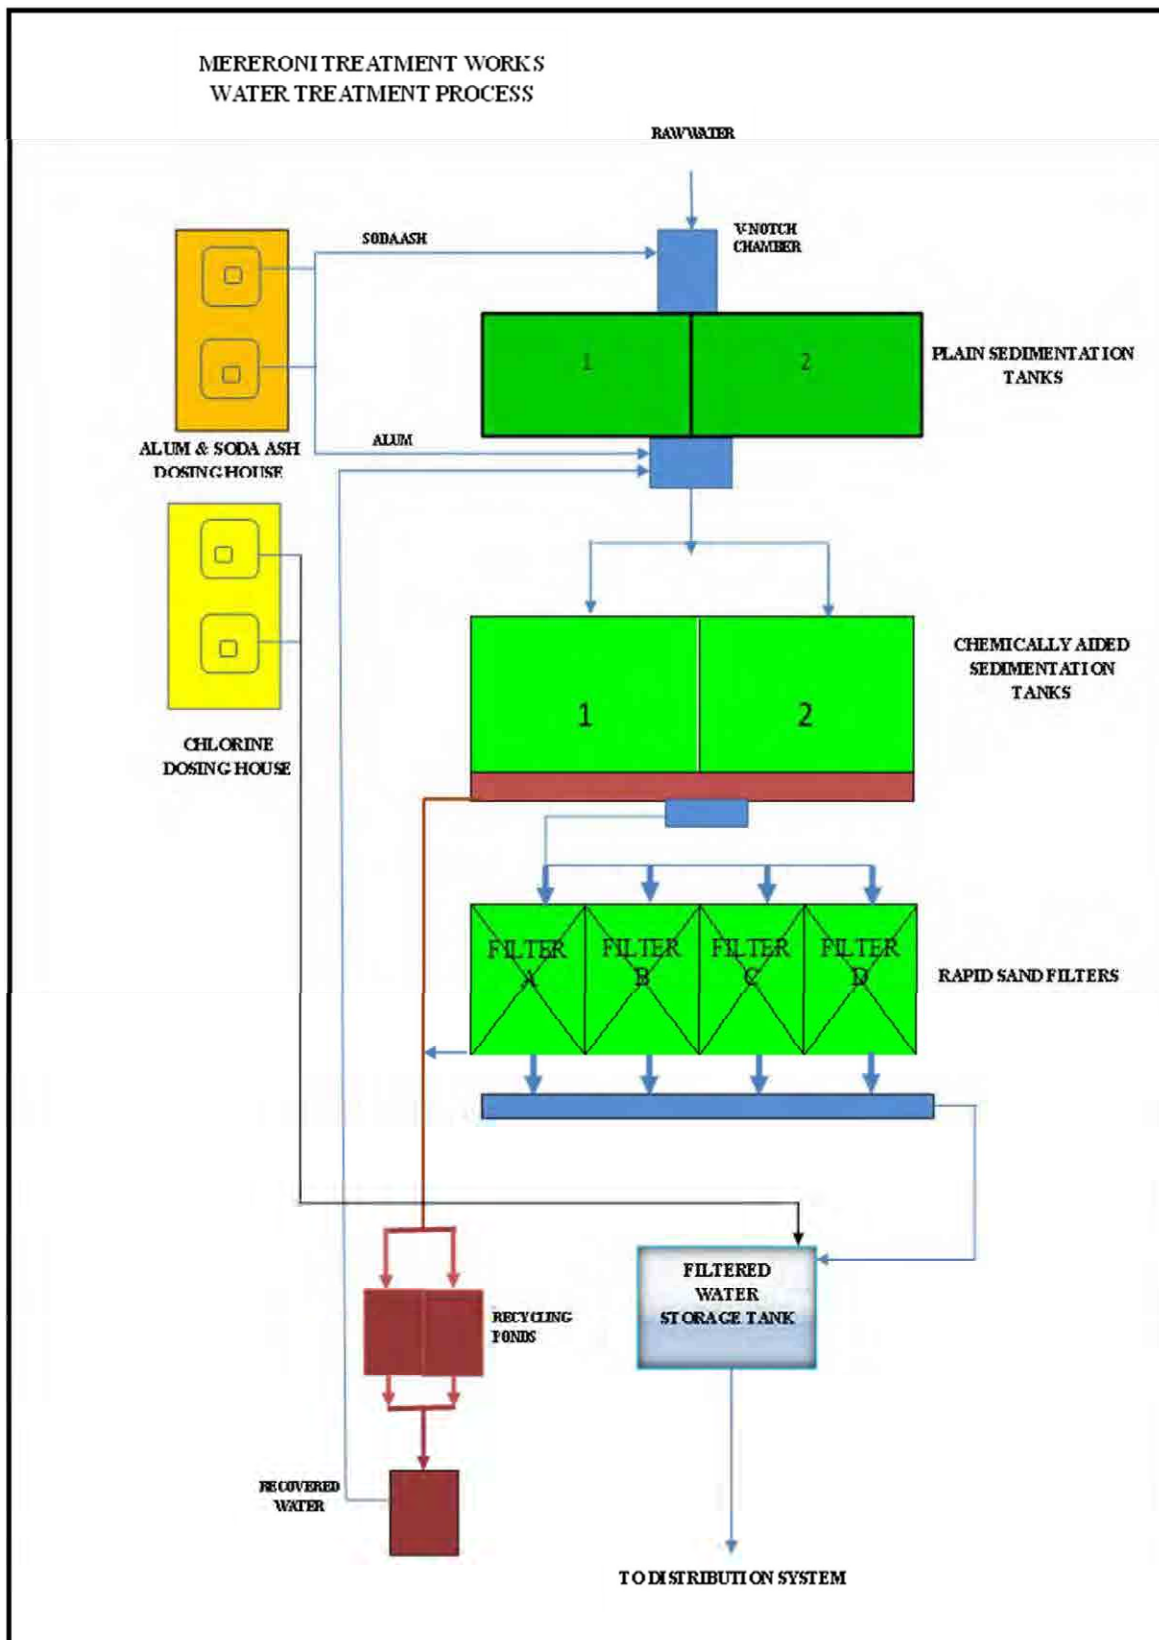 MERERONI TREATMENT WORKS
WATER TREATMENT PROCESS
RAW WATER
V-NOTCH
CHAMBER
SODA ASH
1
2
PLAIN SEDIMENTATION
TANKS
ALUM
ALUM & SODA ASH
DOSING HOUSE
CHEMICALLY AIDED
SEDIMENTATION
TANKS
1
2
CHLORINE
DOSING HOUSE
FILTER
A
FILTER
B
FILTER
C
FILTER
D
RAPID SAND FILTERS
FILTERED
WATER
STORAGE TANK
RECYCLING
PONDS
RECOVERED
WATER
TO DISTRIBUTION SYSTEM